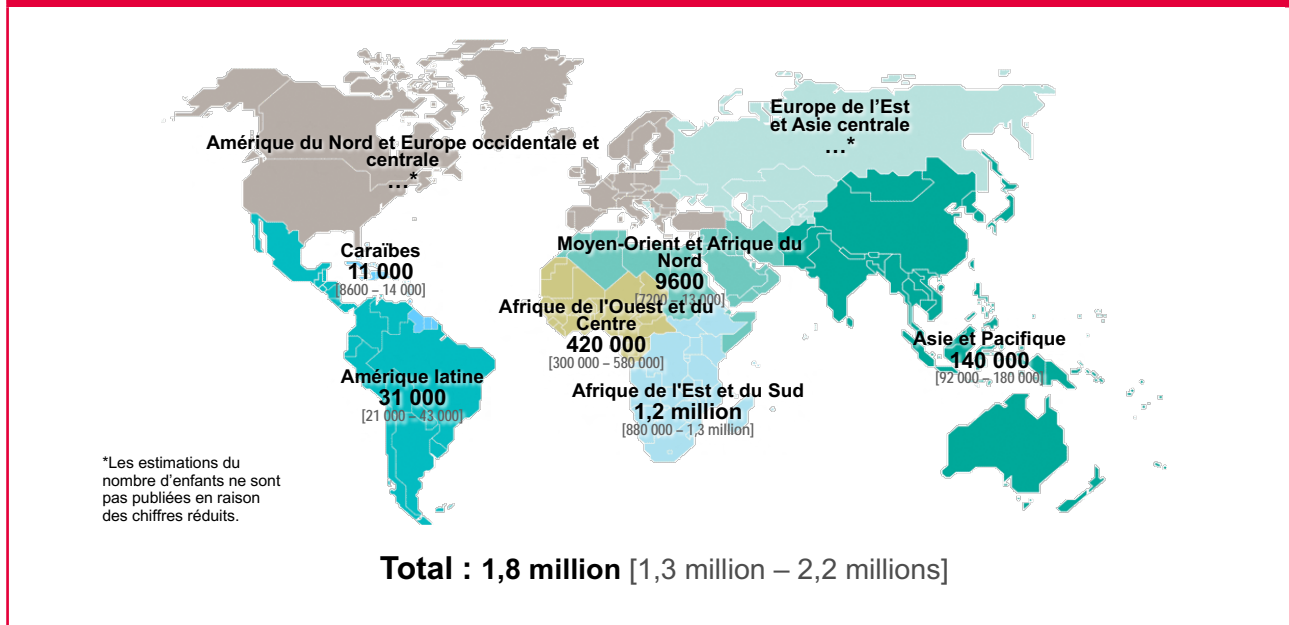 Amérique du Nord et Europe occidentale et
centrale
...*
Europe de l’Est
et Asie centrale
...*
Caraïbes
11 000
[8600 – 14 000]
Moyen-Orient et Afrique du
Nord
9600
[7200 – 13 000]
Afrique de l'Ouest et du
Centre
420 000
[300 000 – 580 000]
Asie et Pacifique
140 000
[92 000 – 180 000]
Amérique latine
31 000
[21 000 – 43 000]
Afrique de l'Est et du Sud
1,2 million
[880 000 – 1,3 million]
*Les estimations du
nombre d’enfants ne sont
pas publiées en raison
des chiffres réduits.
Total : 1,8 million [1,3 million – 2,2 millions]